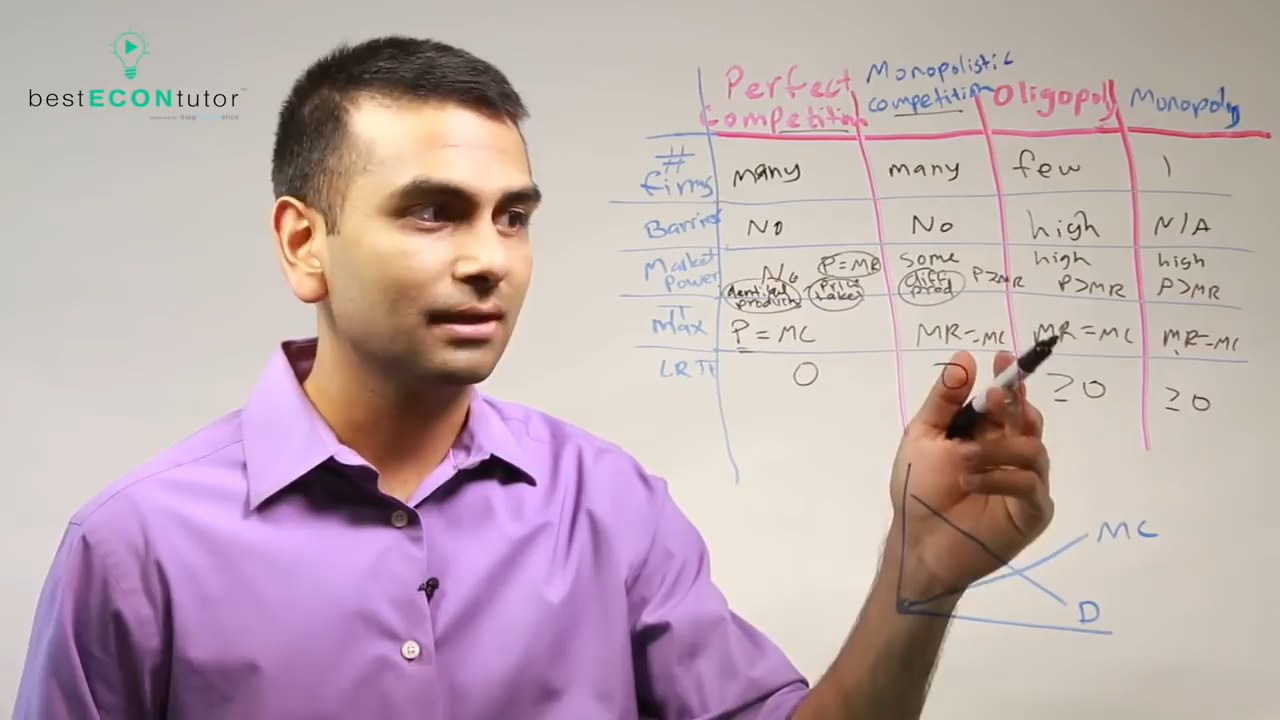 bestECONtutor™
Perfect
Competition
Monopolistic
competition
Oligopoly
Monopoly
#
firms
many
many
few
1
Barrier
No
No
high
N/A
Market
Power
No
P = MR
identical
products
price
taker
some
diff
prod
P > MR
high
P > MR
high
P > MR
π
max
P = MC
MR = MC
MR = MC
MR = MC
LR π
0
0
≥ 0
≥ 0
MC
D